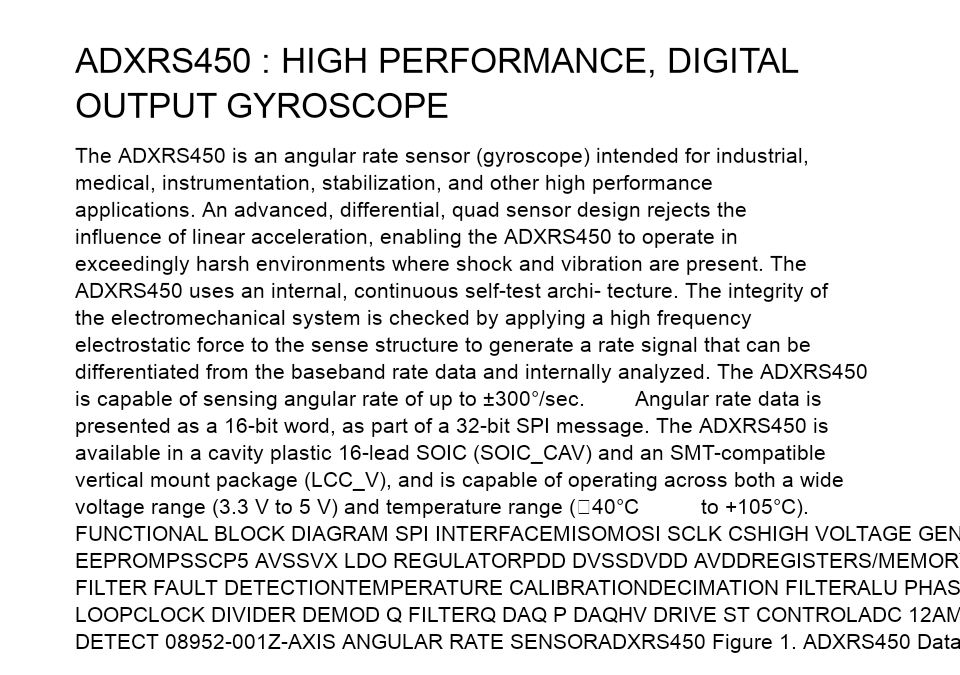 ADXRS450 : HIGH PERFORMANCE, DIGITAL
OUTPUT GYROSCOPE
The ADXRS450 is an angular rate sensor (gyroscope) intended for industrial,
medical, instrumentation, stabilization, and other high performance
applications. An advanced, differential, quad sensor design rejects the
influence of linear acceleration, enabling the ADXRS450 to operate in
exceedingly harsh environments where shock and vibration are present. The
ADXRS450 uses an internal, continuous self-test archi- tecture. The integrity of
the electromechanical system is checked by applying a high frequency
electrostatic force to the sense structure to generate a rate signal that can be
differentiated from the baseband rate data and internally analyzed. The ADXRS450
is capable of sensing angular rate of up to ±300°/sec. Angular rate data is
presented as a 16-bit word, as part of a 32-bit SPI message. The ADXRS450 is
available in a cavity plastic 16-lead SOIC (SOIC_CAV) and an SMT-compatible
vertical mount package (LCC_V), and is capable of operating across both a wide
voltage range (3.3 V to 5 V) and temperature range (□40°C to +105°C).
FUNCTIONAL BLOCK DIAGRAM SPI INTERFACEMISOMOSI SCLK CSHIGH VOLTAGE GEN
EEPROMPSSCP5 AVSSVX LDO REGULATORPDD DVSSDVDD AVDDREGISTERS/MEMORY
FILTER FAULT DETECTIONTEMPERATURE CALIBRATIONDECIMATION FILTERALU PHAS
LOOPCLOCK DIVIDER DEMOD Q FILTERQ DAQ P DAQHV DRIVE ST CONTROLADC 12AM
DETECT 08952-001Z-AXIS ANGULAR RATE SENSORADXRS450 Figure 1. ADXRS450 Data